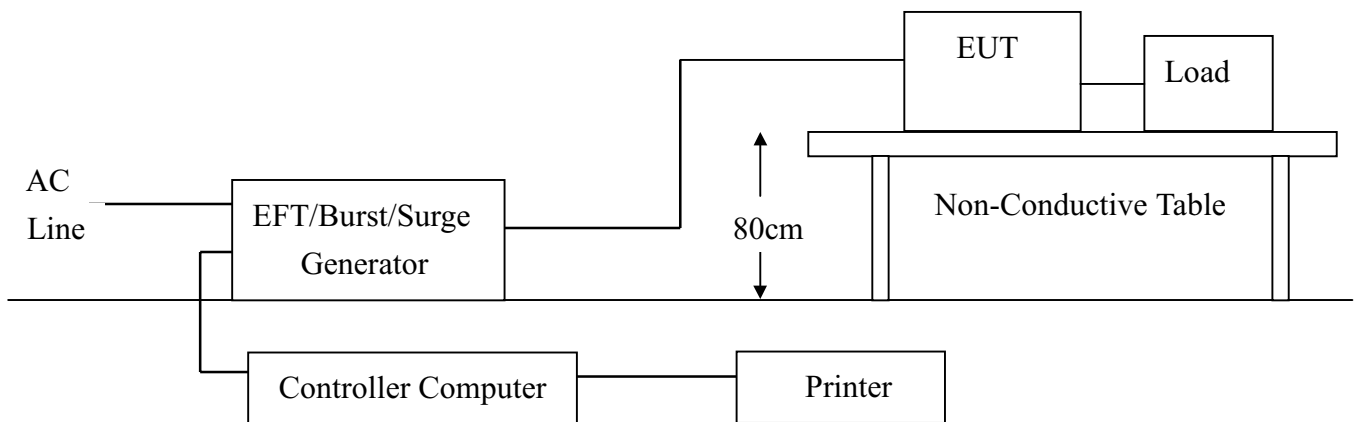 EUT
Load
AC
Line
EFT/Burst/Surge
Generator
80cm
Non-Conductive Table
Controller Computer
Printer